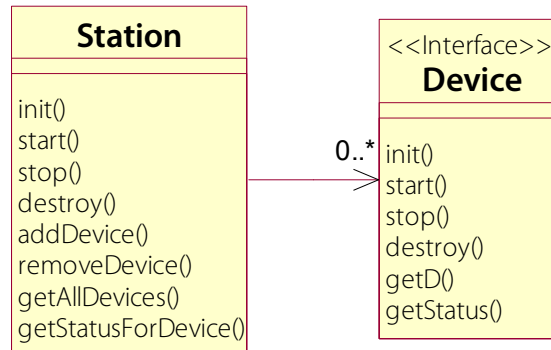 Station
init()
start()
stop()
destroy()
addDevice()
removeDevice()
getAllDevices()
getStatusForDevice()
0..*
<<Interface>>
Device
init()
start()
stop()
destroy()
getD()
getStatus()